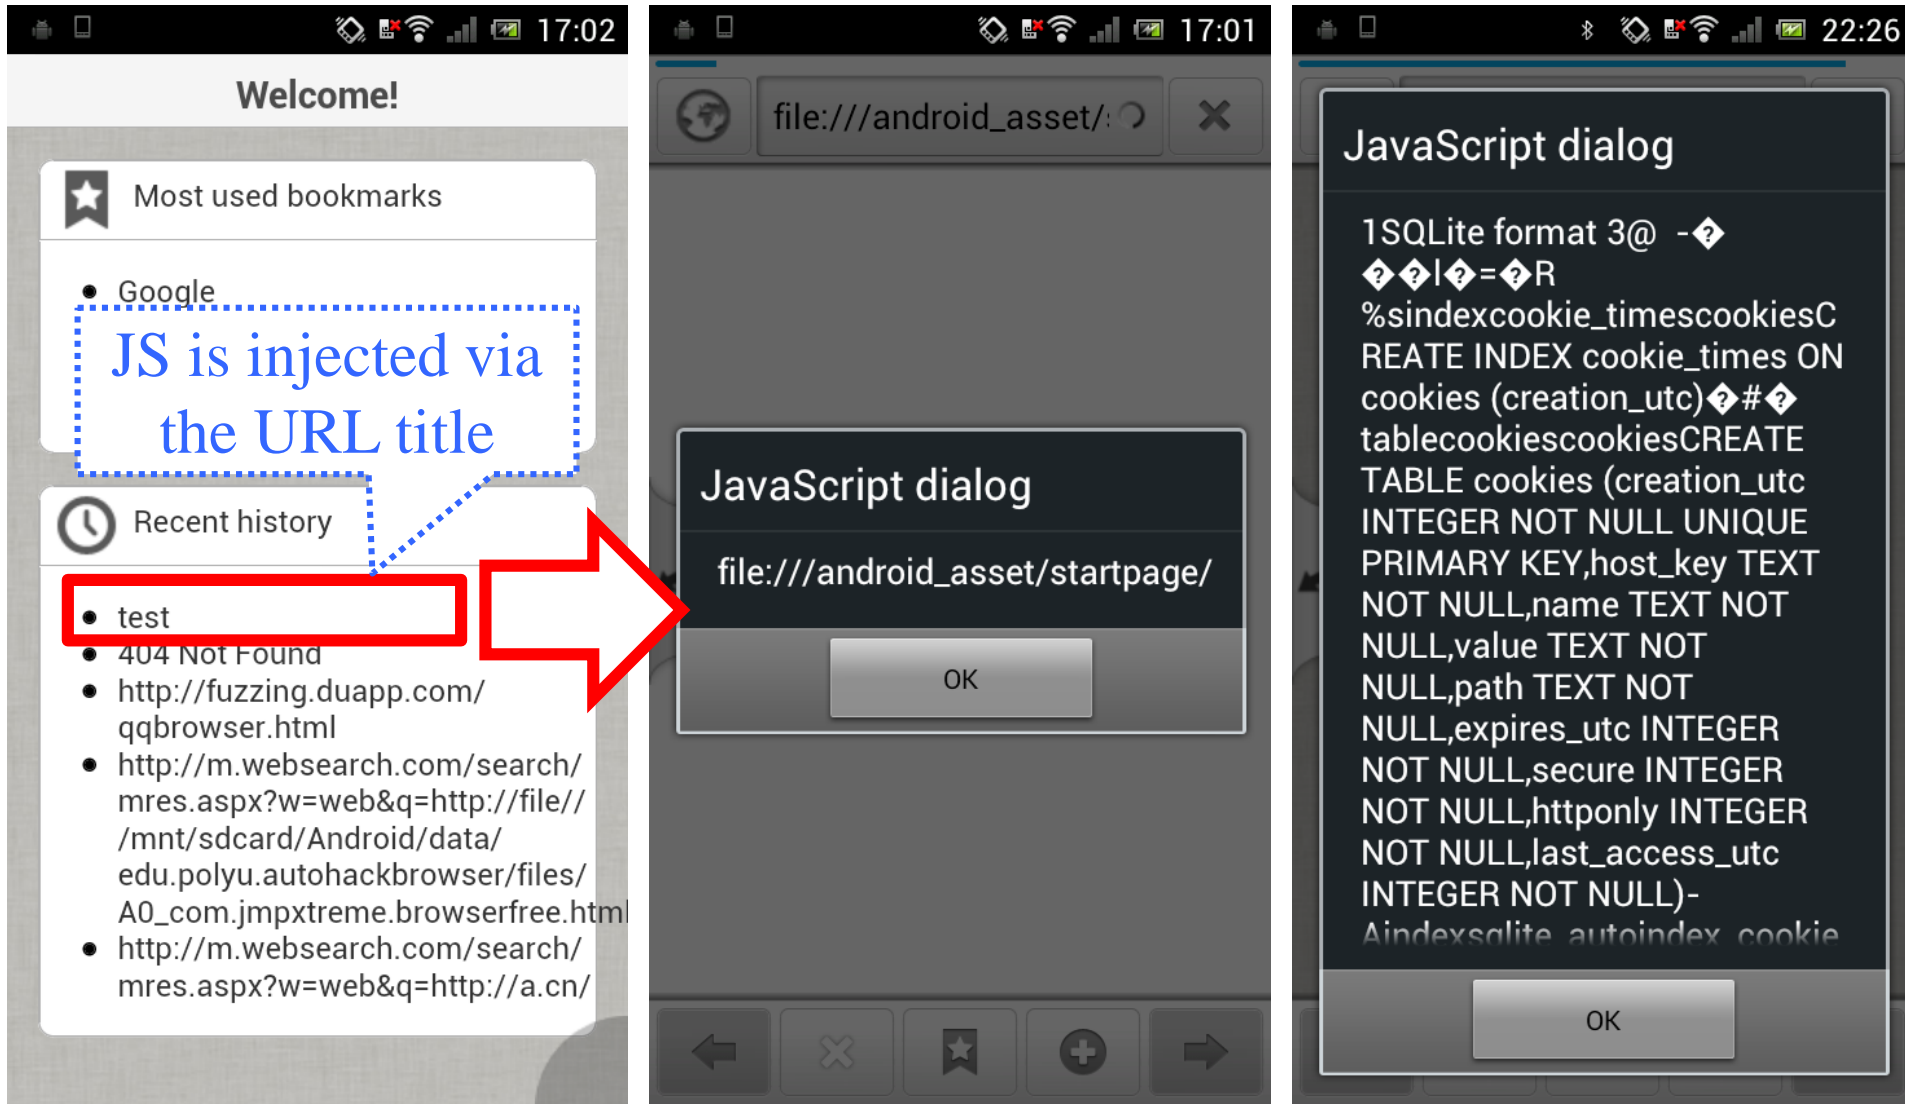 17:02
Welcome!
Most used bookmarks
Google
JS is injected via
the URL title
Recent history
test
404 Not Found
http://fuzzing.duapp.com/
qqbrowser.html
http://m.websearch.com/search/
mres.aspx?w=web&q=http://file//
/mnt/sdcard/Android/data/
edu.polyu.autohackbrowser/files/
A0_com.jmpxtreme.browserfree.html
http://m.websearch.com/search/
mres.aspx?w=web&q=http://a.cn/
17:01
file:///android_asset/
JavaScript dialog
file:///android_asset/startpage/
OK
22:26
JavaScript dialog
1SQLite format 3@ -�
��l�=�R
%sindexcookie_timescookiesC
REATE INDEX cookie_times ON
cookies (creation_utc)�#�
tablecookiescookiesCREATE
TABLE cookies (creation_utc
INTEGER NOT NULL UNIQUE
PRIMARY KEY,host_key TEXT
NOT NULL,name TEXT NOT
NULL,value TEXT NOT
NULL,path TEXT NOT
NULL,expires_utc INTEGER
NOT NULL,secure INTEGER
NOT NULL,httponly INTEGER
NOT NULL,last_access_utc
INTEGER NOT NULL)-
Aindexsqlite_autoindex_cookie
OK